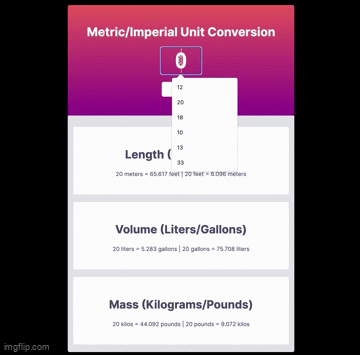 Metric/Imperial Unit Conversion
0
12
20
18
10
13
33
Length (
20 meters = 65.617 feet | 20 feet = 6.096 meters
Volume (Liters/Gallons)
20 liters = 5.283 gallons | 20 gallons = 75.708 liters
Mass (Kilograms/Pounds)
20 kilos = 44.092 pounds | 20 pounds = 9.072 kilos
imgflip.com